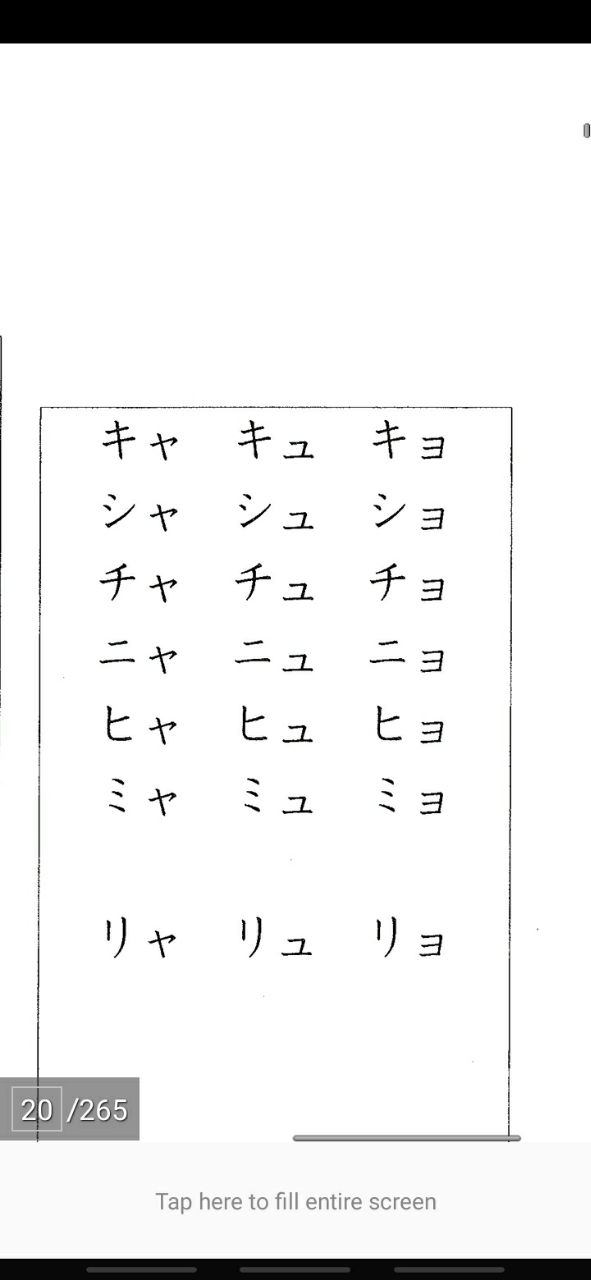 キャ キュ キョ
シャ シュ ショ
チャ チュ チョ
ニャ ニュ ニョ
ヒャ ヒュ ヒョ
ミャ ミュ ミョ
リャ リュ リョ
20 /265
Tap here to fill entire screen